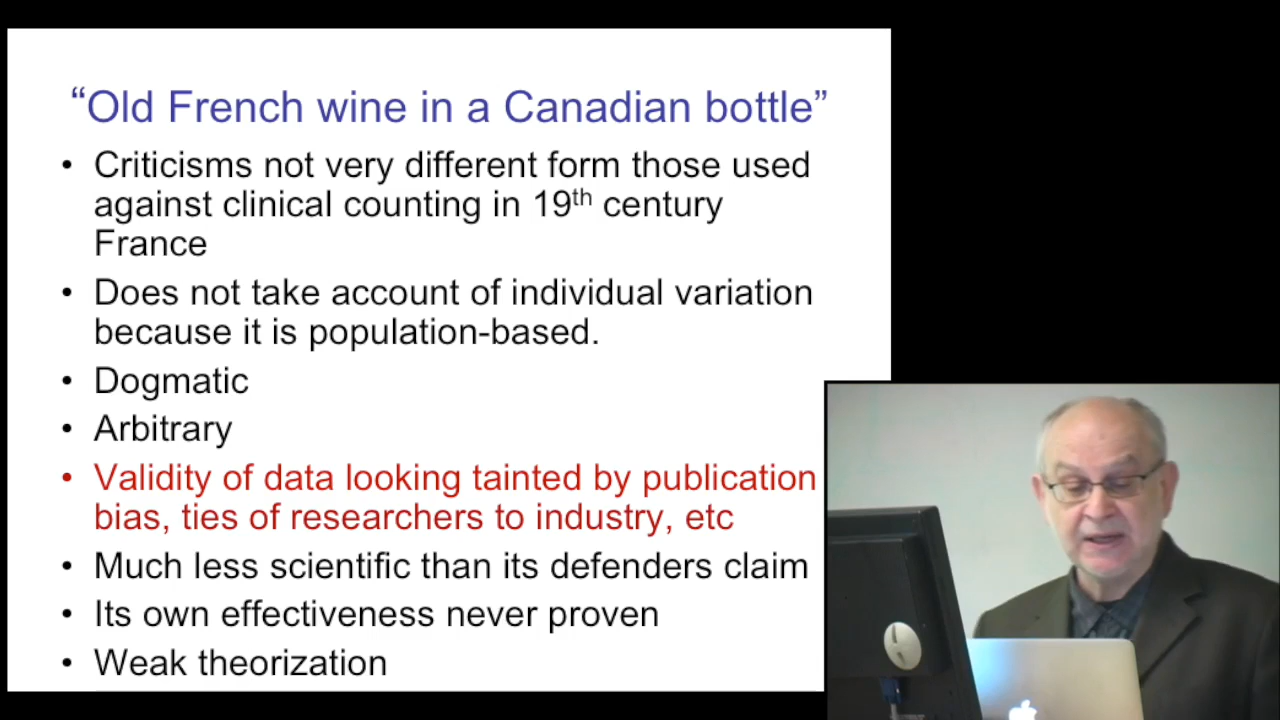 “Old French wine in a Canadian bottle”
• Criticisms not very different form those used
against clinical counting in 19th century
France
• Does not take account of individual variation
because it is population-based.
• Dogmatic
• Arbitrary
• Validity of data looking tainted by publication
bias, ties of researchers to industry, etc
• Much less scientific than its defenders claim
• Its own effectiveness never proven
• Weak theorization